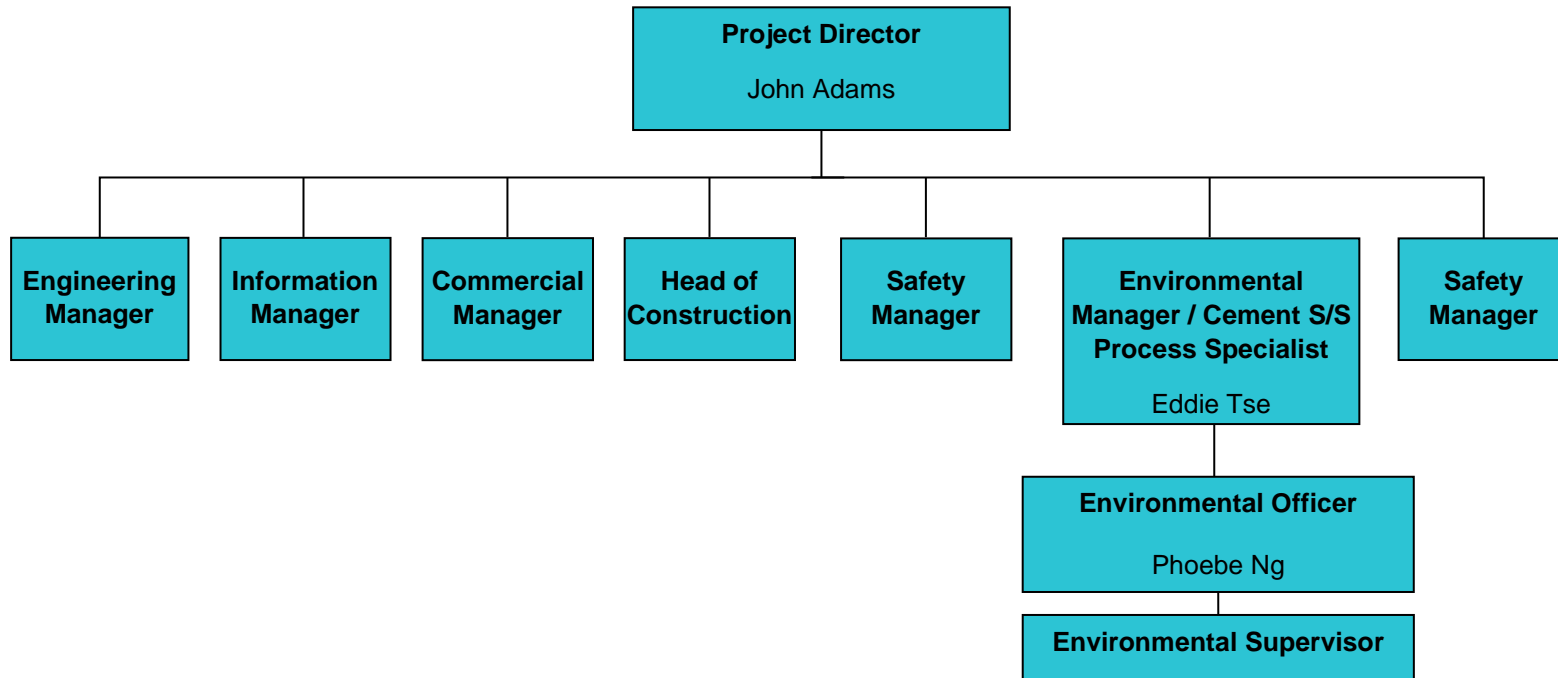 Project Director
John Adams
Engineering
Manager
Information
Manager
Commercial
Manager
Head of
Construction
Safety
Manager
Environmental
Manager / Cement S/S
Process Specialist
Eddie Tse
Safety
Manager
Environmental Officer
Phoebe Ng
Environmental Supervisor